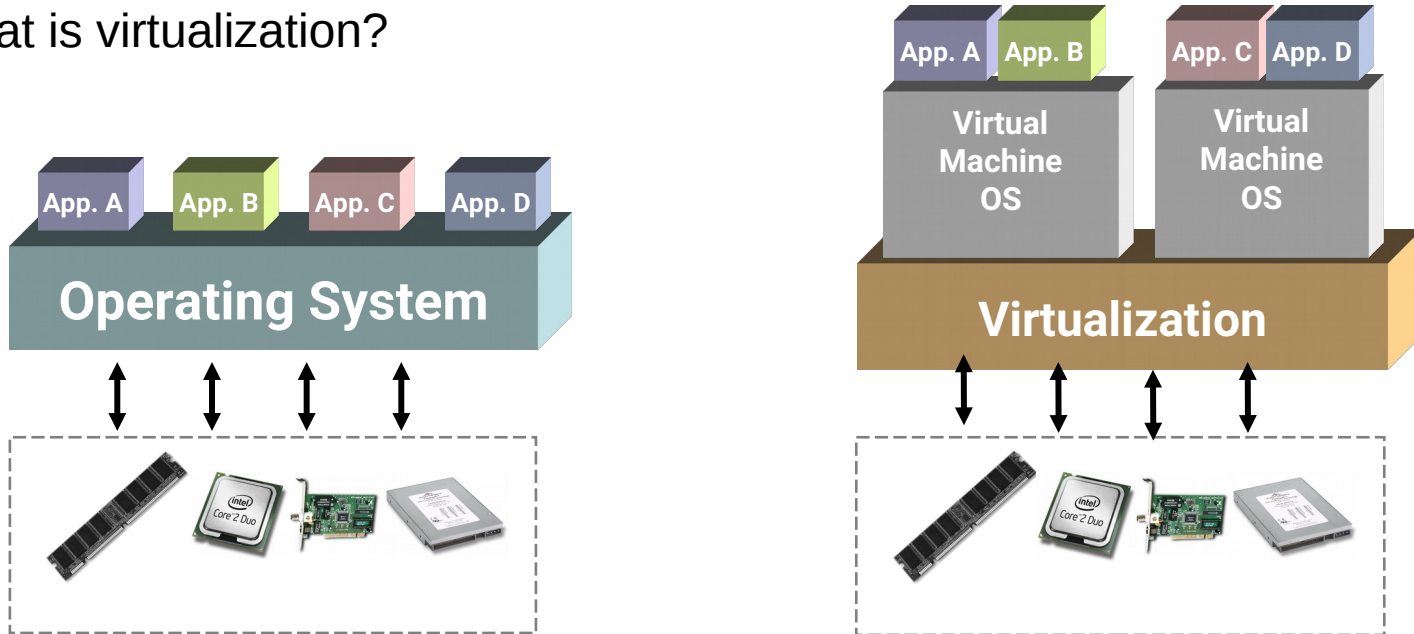 at is virtualization?
App. A
App. B
App. C
App. D
Operating System
intel
Core 2 Duo
App. A
App. B
App. C
App. D
Virtual
Machine
OS
Virtual
Machine
OS
Virtualization
intel
Core 2 Duo